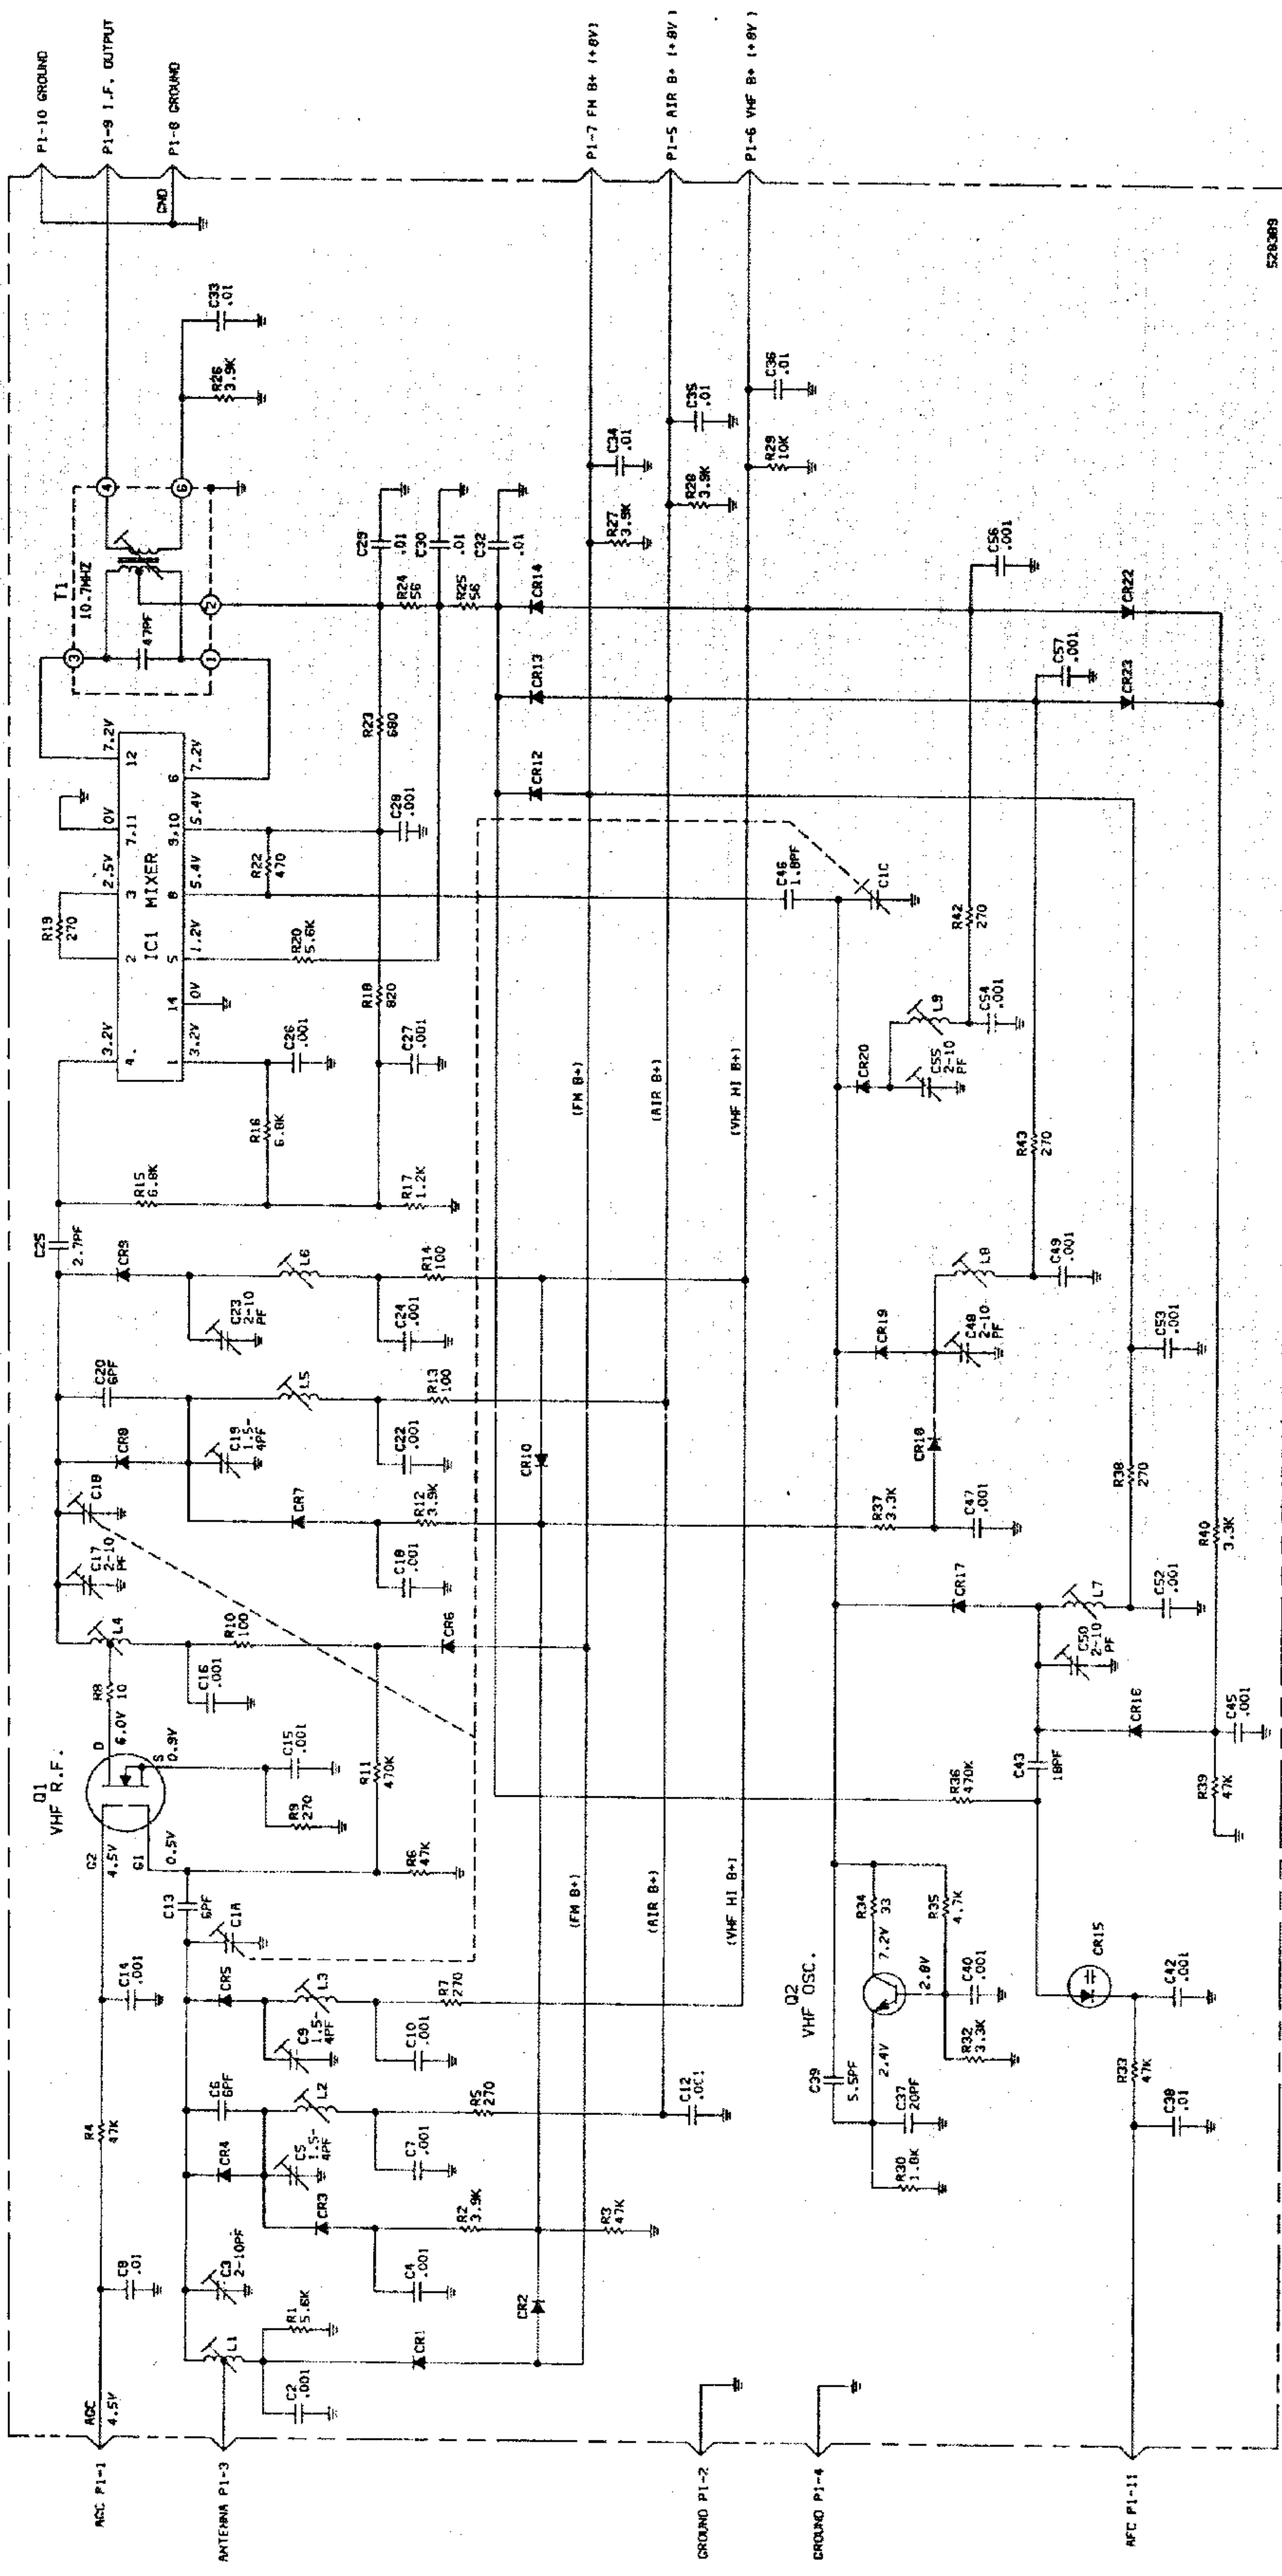 AGC P1-1
AGC
4.5V
ANTENNA P1-3
GROUND P1-2
GROUND P1-4
AFC P1-11
P1-10 GROUND
P1-9 I.F. OUTPUT
P1-8 GROUND
GND
P1-7 FM B+ (+8V)
P1-5 AIR B+ (+8V)
P1-6 VHF B+ (+8V)
528389
C8
.01
R4
47K
C14
.001
L1
C3
2-10PF
C2
.001
R1
5.6K
CR1
CR2
CR3
CR4
C5
1.5-
4PF
C6
6PF
L2
C4
.001
R2
3.9K
R3
47K
C7
.001
R5
270
C12
.001
CR5
C9
1.5-
4PF
L3
C10
.001
R7
270
C1A
C13
6PF
Q1
VHF R.F.
G2
4.5V
G1
0.5V
D
6.0V
S
0.9V
R6
47K
R9
270
C15
.001
R11
470K
R8
10
L4
C16
.001
R10
100
CR6
C17
2-10
PF
C1B
CR8
C20
6PF
C19
1.5-
4PF
CR7
C18
.001
R12
3.9K
L5
C22
.001
R13
100
CR10
CR9
C23
2-10
PF
L6
C24
.001
R14
100
C25
2.7PF
R15
6.8K
R16
6.8K
R17
1.2K
C26
.001
C27
.001
R18
820
R19
270
IC1 MIXER
4
3.2V
2
3
2.5V
7.11
0V
12
7.2V
1
3.2V
14
0V
5
1.2V
8
5.4V
9.10
5.4V
6
7.2V
R20
5.6K
R22
470
C28
.001
R23
680
T1
10.7MHZ
47PF
3
1
2
4
6
R26
3.9K
C33
.01
C29
.01
R24
56
C30
.01
R25
56
C32
.01
CR12
CR13
CR14
R27
3.9K
C34
.01
R28
3.9K
C35
.01
R29
10K
C36
.01
(FM B+)
(AIR B+)
(VHF HI B+)
(FM B+)
(AIR B+)
(VHF HI B+)
Q2
VHF OSC.
C39
5.5PF
R30
1.8K
C37
20PF
2.4V
7.2V
2.8V
R32
3.3K
C40
.001
R34
33
R35
4.7K
R33
47K
C38
.01
CR15
C42
.001
R36
470K
C43
18PF
CR16
R39
47K
C45
.001
C50
2-10
PF
L7
C52
.001
CR17
R37
3.3K
C47
.001
CR18
CR19
C48
2-10
PF
L8
C49
.001
R38
270
C53
.001
R40
3.3K
C46
1.8PF
C1C
CR20
C55
2-10
PF
L9
C54
.001
R42
270
R43
270
C56
.001
C57
.001
CR22
CR23